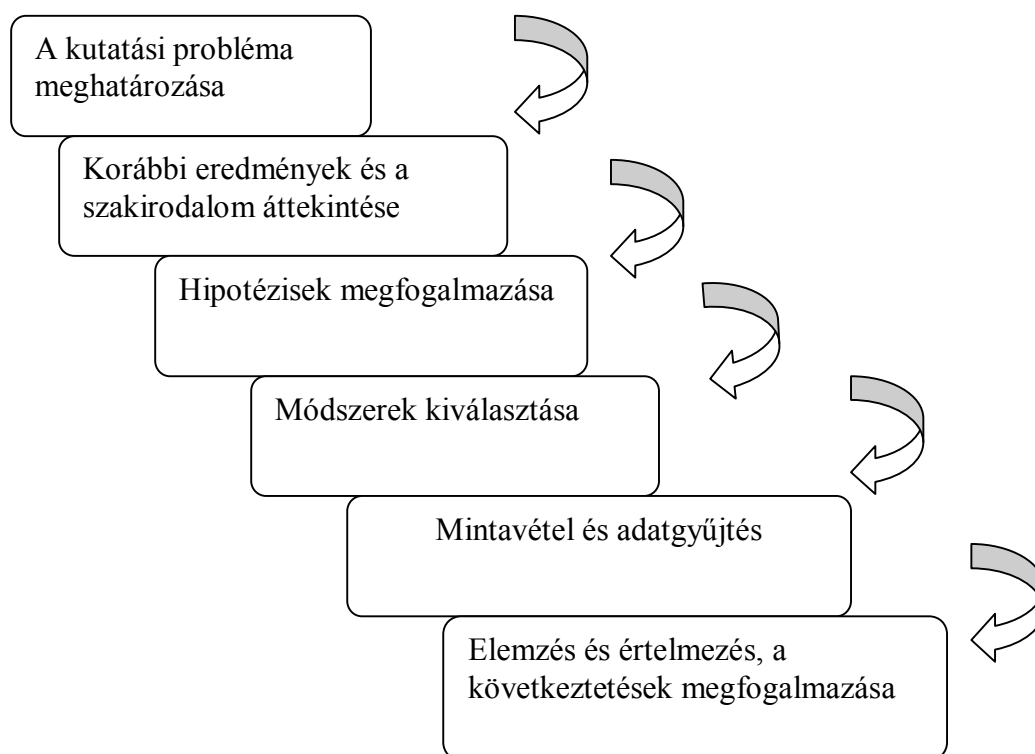 A kutatási probléma
meghatározása
Korábbi eredmények és a
szakirodalom áttekintése
Hipotézisek megfogalmazása
Módszerek kiválasztása
Mintavétel és adatgyűjtés
Elemzés és értelmezés, a
következtetések megfogalmazása